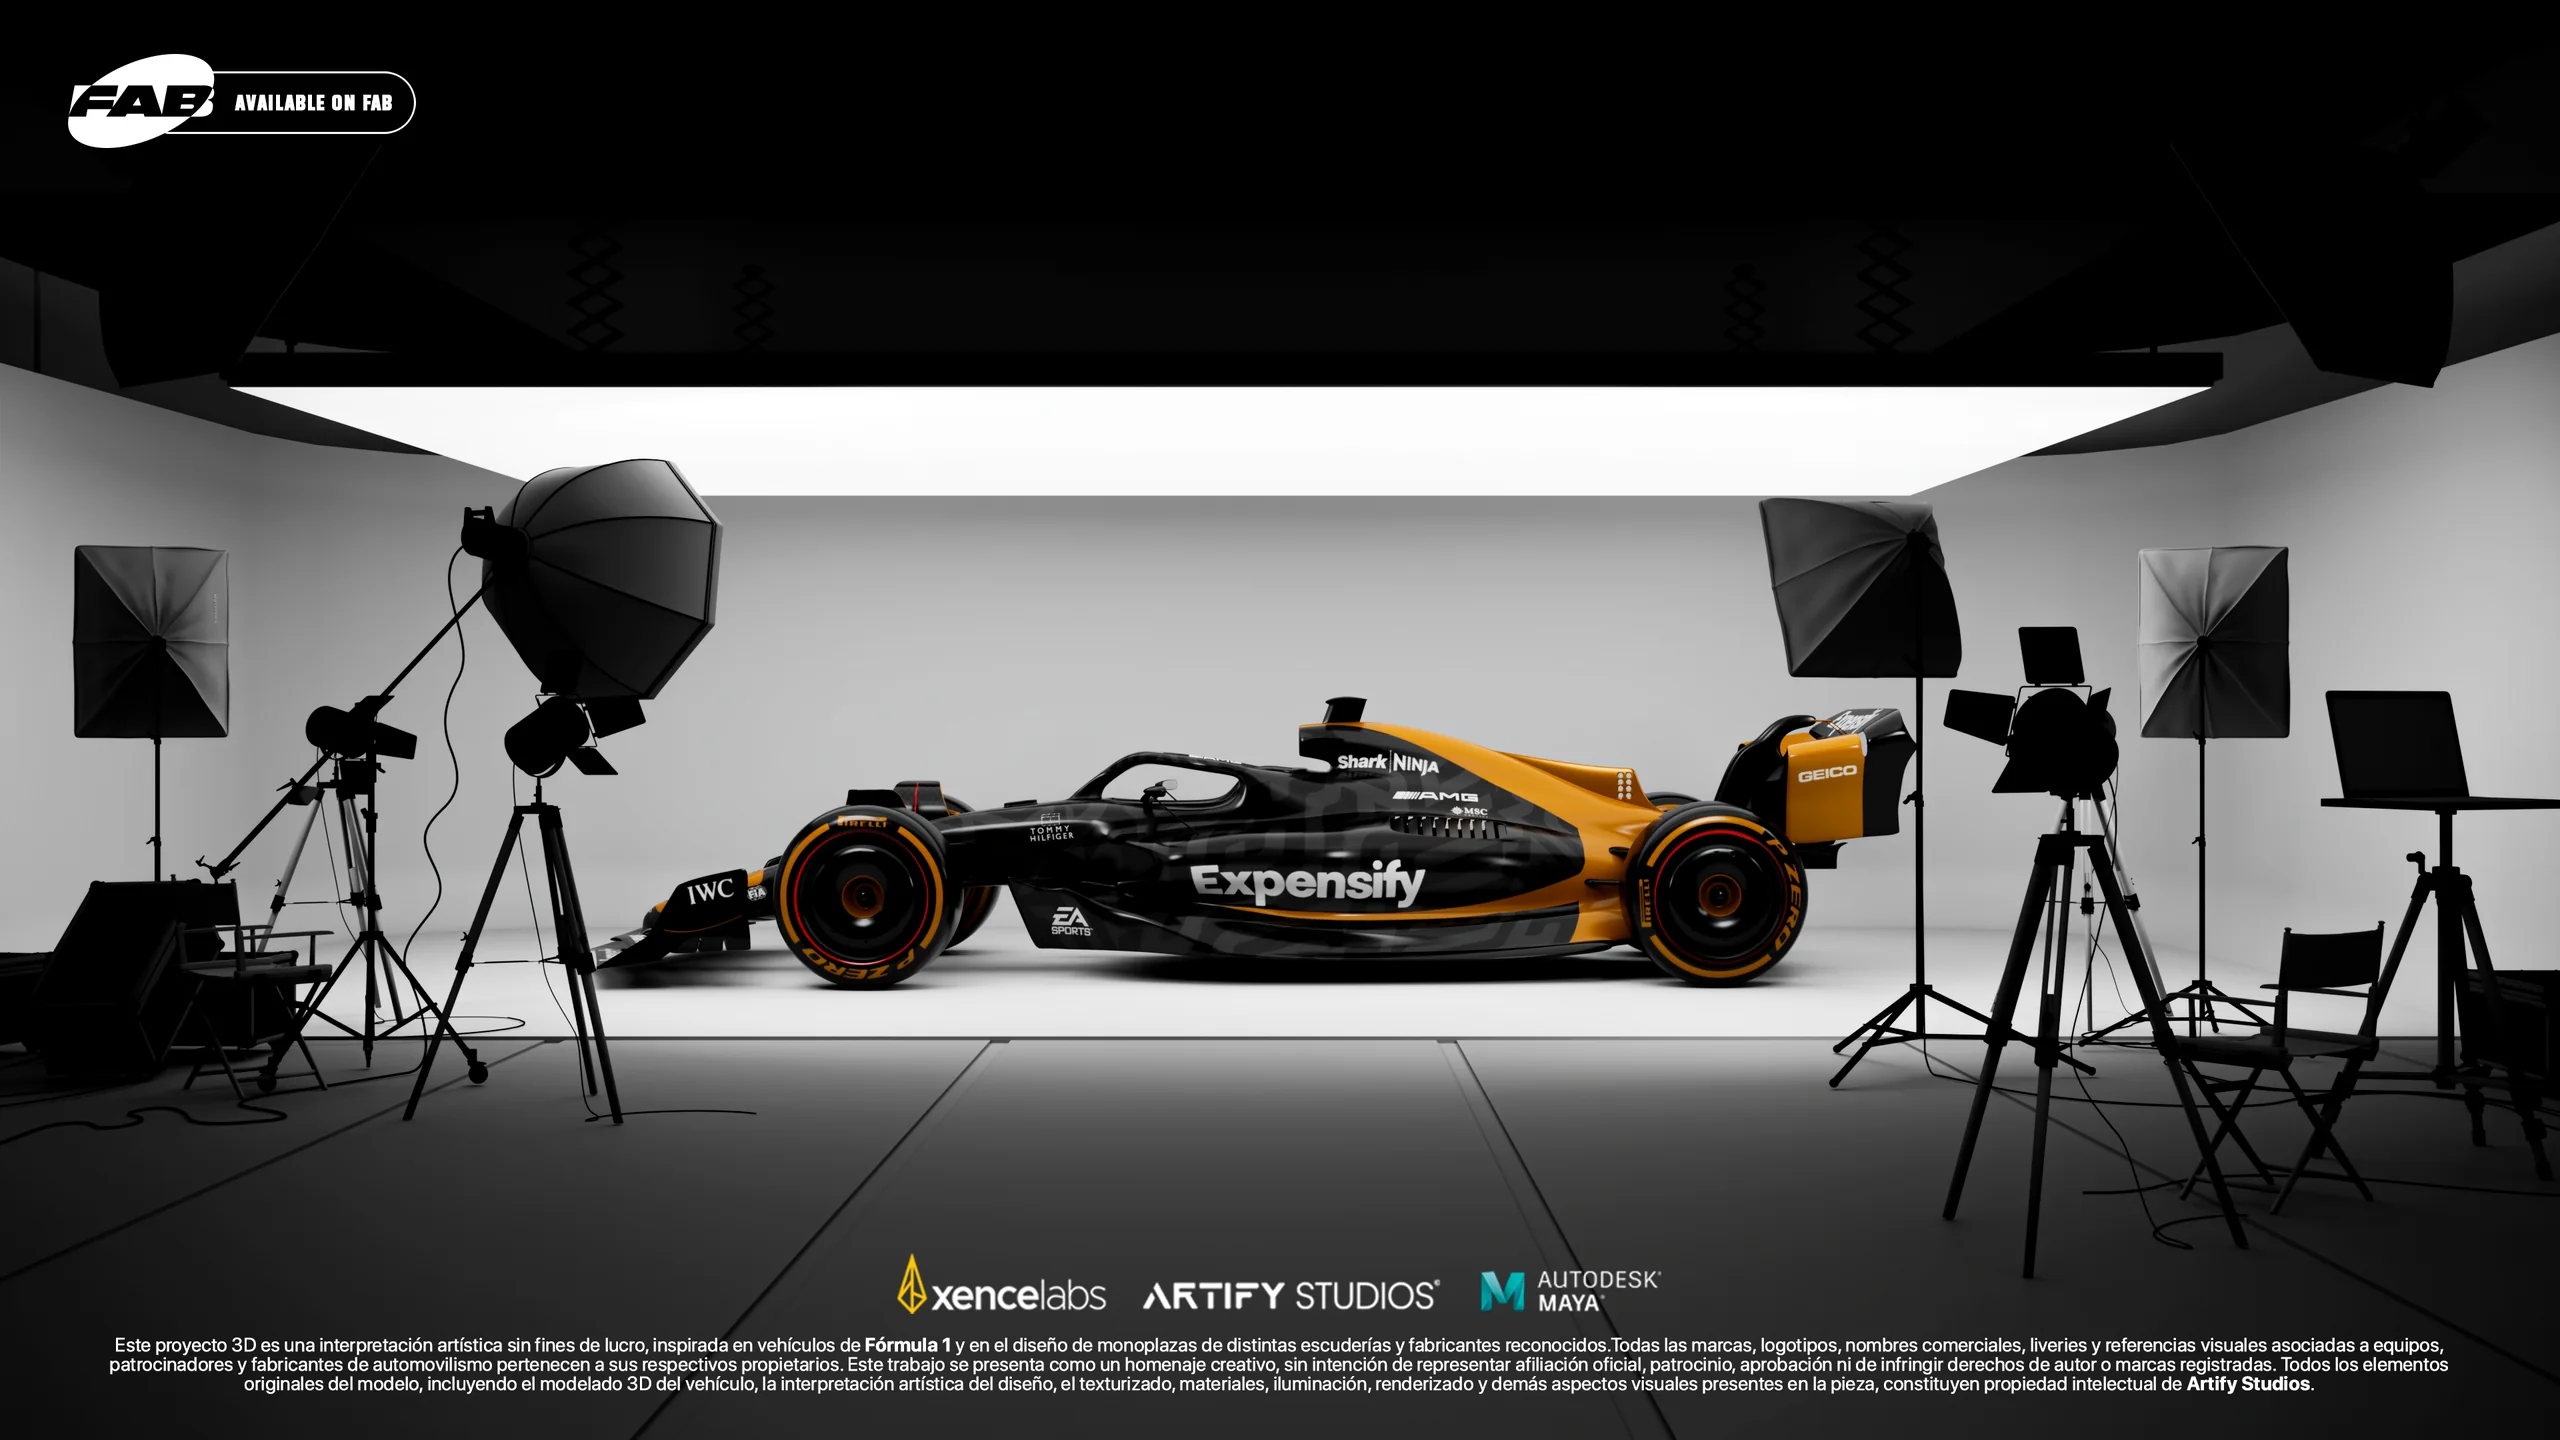 FAB AVAILABLE ON FAB
Shark | NINJA
AMG
MSC
GEICO
TOMMY HILFIGER
PIRELLI
P ZERO
IWC
FIA
Expensify
EA SPORTS
PIRELLI
P ZERO
xencelabs ARTIFY STUDIOS® AUTODESK® MAYA®
Este proyecto 3D es una interpretación artística sin fines de lucro, inspirada en vehículos de Fórmula 1 y en el diseño de monoplazas de distintas escuderías y fabricantes reconocidos.Todas las marcas, logotipos, nombres comerciales, liveries y referencias visuales asociadas a equipos,
patrocinadores y fabricantes de automovilismo pertenecen a sus respectivos propietarios. Este trabajo se presenta como un homenaje creativo, sin intención de representar afiliación oficial, patrocinio, aprobación ni de infringir derechos de autor o marcas registradas. Todos los elementos
originales del modelo, incluyendo el modelado 3D del vehículo, la interpretación artística del diseño, el texturizado, materiales, iluminación, renderizado y demás aspectos visuales presentes en la pieza, constituyen propiedad intelectual de Artify Studios.